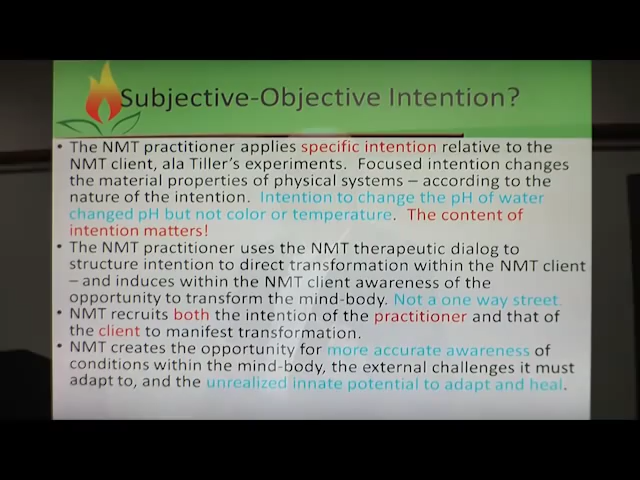 Subjective-Objective Intention?
• The NMT practitioner applies specific intention relative to the
NMT client, ala Tiller's experiments. Focused intention changes
the material properties of physical systems – according to the
nature of the intention. Intention to change the pH of water
changed pH but not color or temperature. The content of
intention matters!
• The NMT practitioner uses the NMT therapeutic dialog to
structure intention to direct transformation within the NMT client
– and induces within the NMT client awareness of the
opportunity to transform the mind-body. Not a one way street.
• NMT recruits both the intention of the practitioner and that of
the client to manifest transformation.
• NMT creates the opportunity for more accurate awareness of
conditions within the mind-body, the external challenges it must
adapt to, and the unrealized innate potential to adapt and heal.